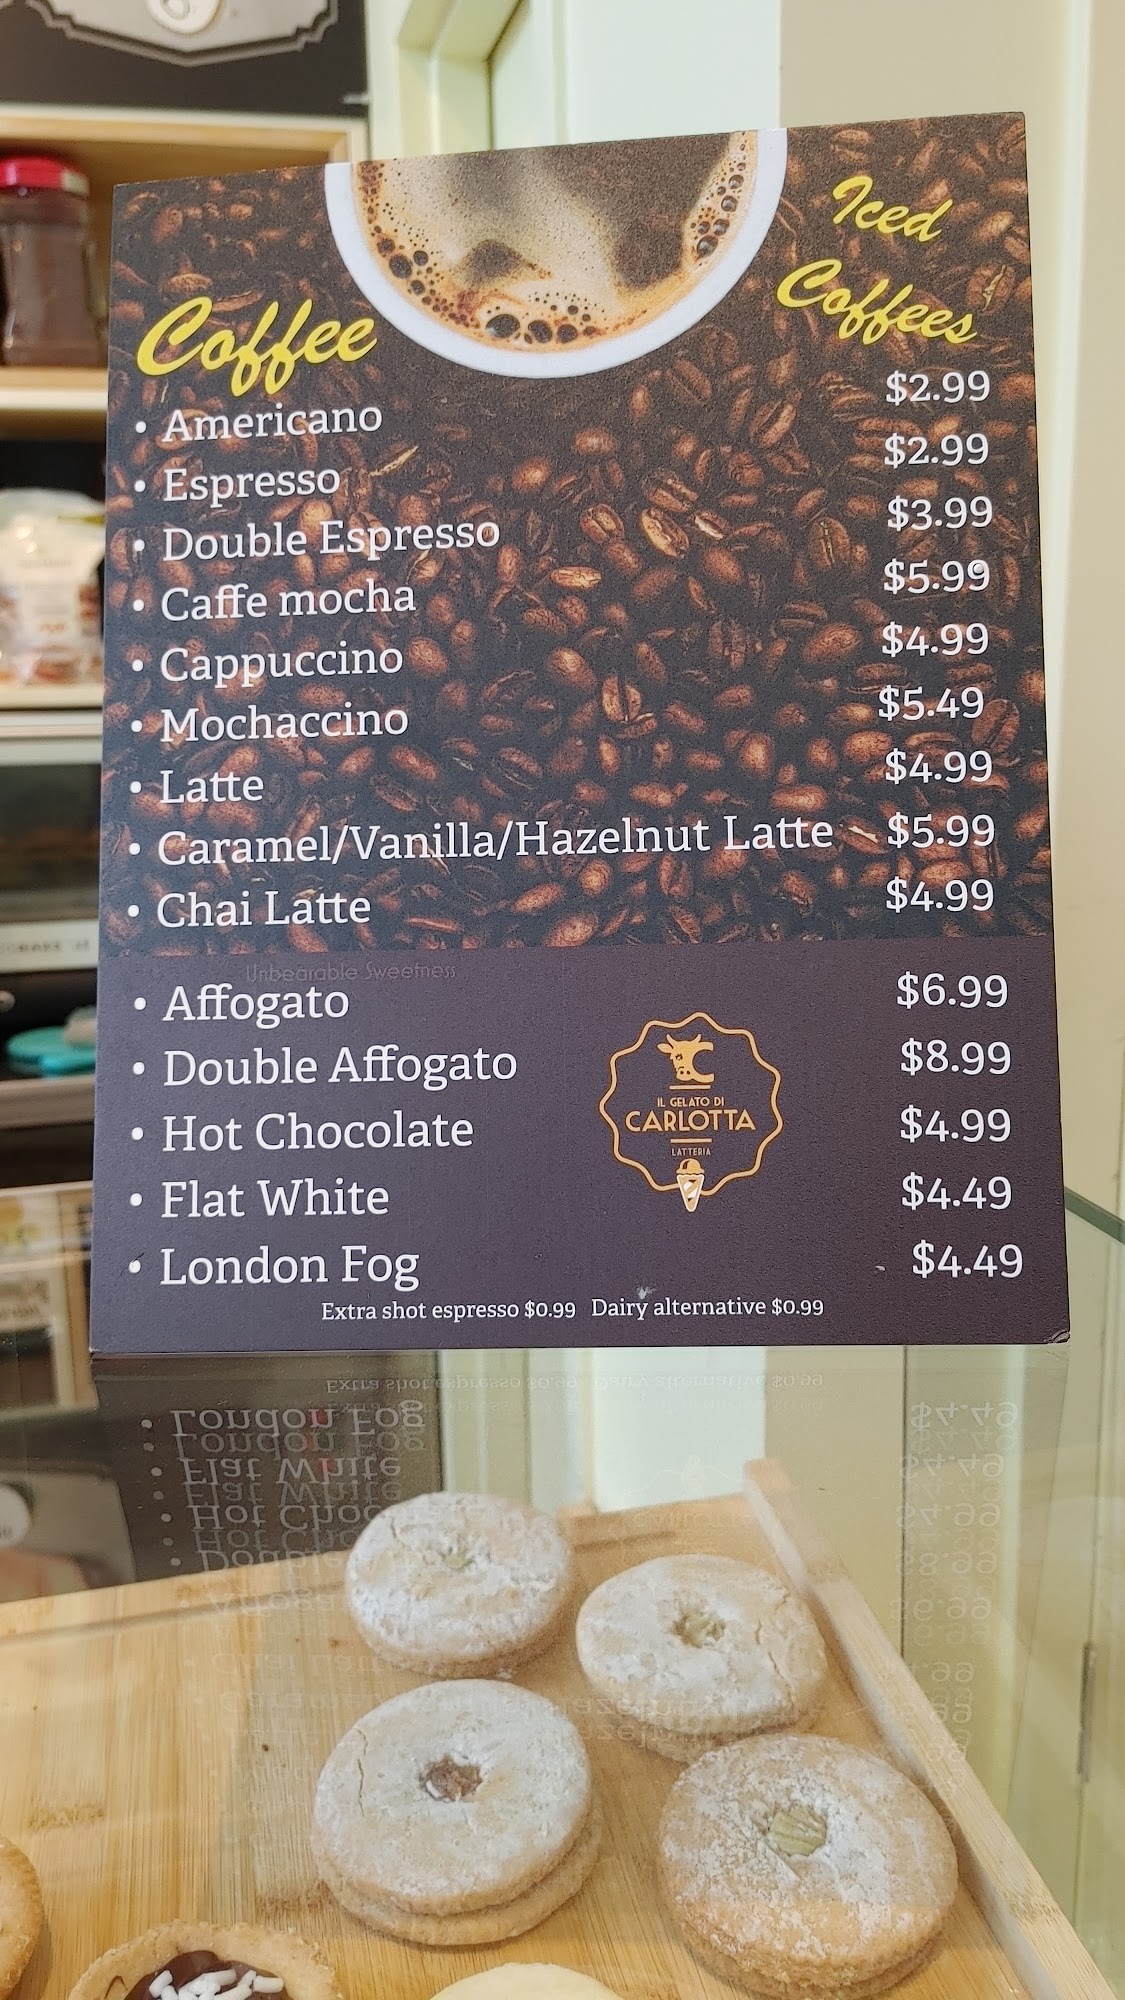 Iced
Coffees
Coffee
• Americano $2.99
• Espresso $2.99
• Double Espresso $3.99
• Caffe mocha $5.99
• Cappuccino $4.99
• Mochaccino $5.49
• Latte $4.99
• Caramel/Vanilla/Hazelnut Latte $5.99
• Chai Latte $4.99
Unbearable Sweetness
• Affogato $6.99
• Double Affogato $8.99
• Hot Chocolate $4.99
• Flat White $4.49
• London Fog $4.49
IL GELATO DI
CARLOTTA
LATTERIA
Extra shot espresso $0.99 Dairy alternative $0.99